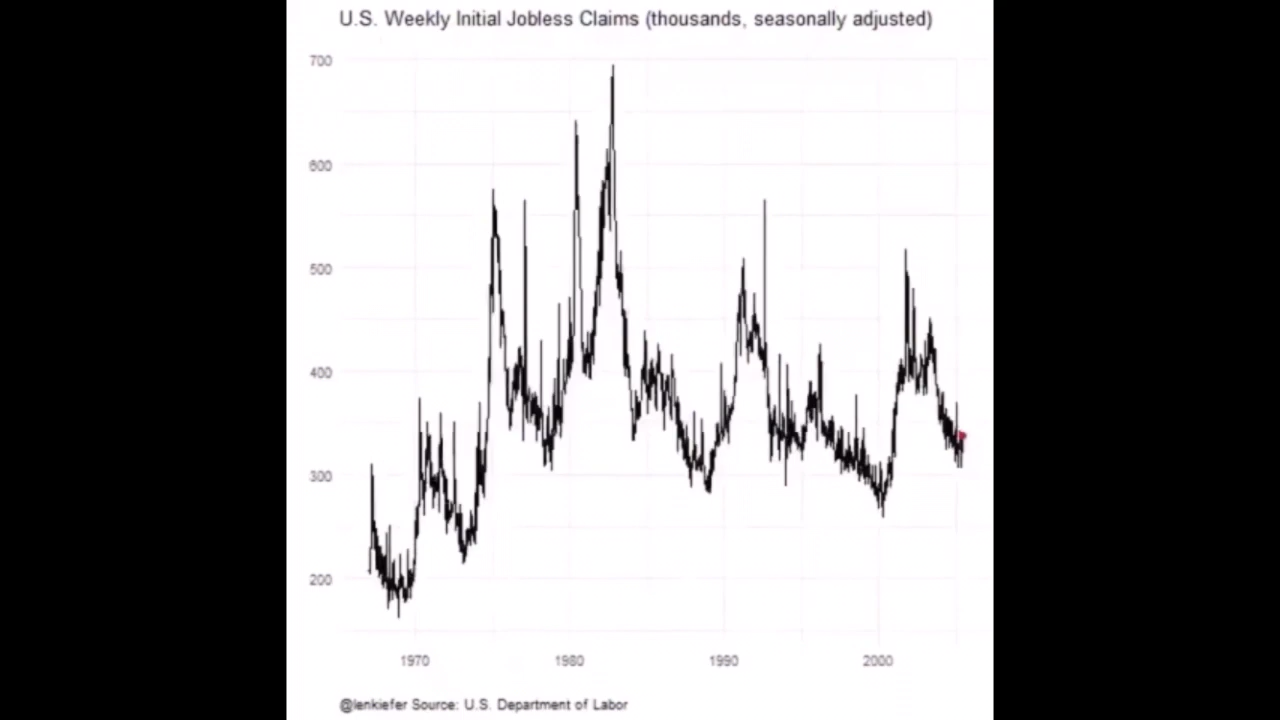 U.S. Weekly Initial Jobless Claims (thousands, seasonally adjusted)
700
600
500
400
300
200
1970 1980 1990 2000
@lenkiefer Source: U.S. Department of Labor